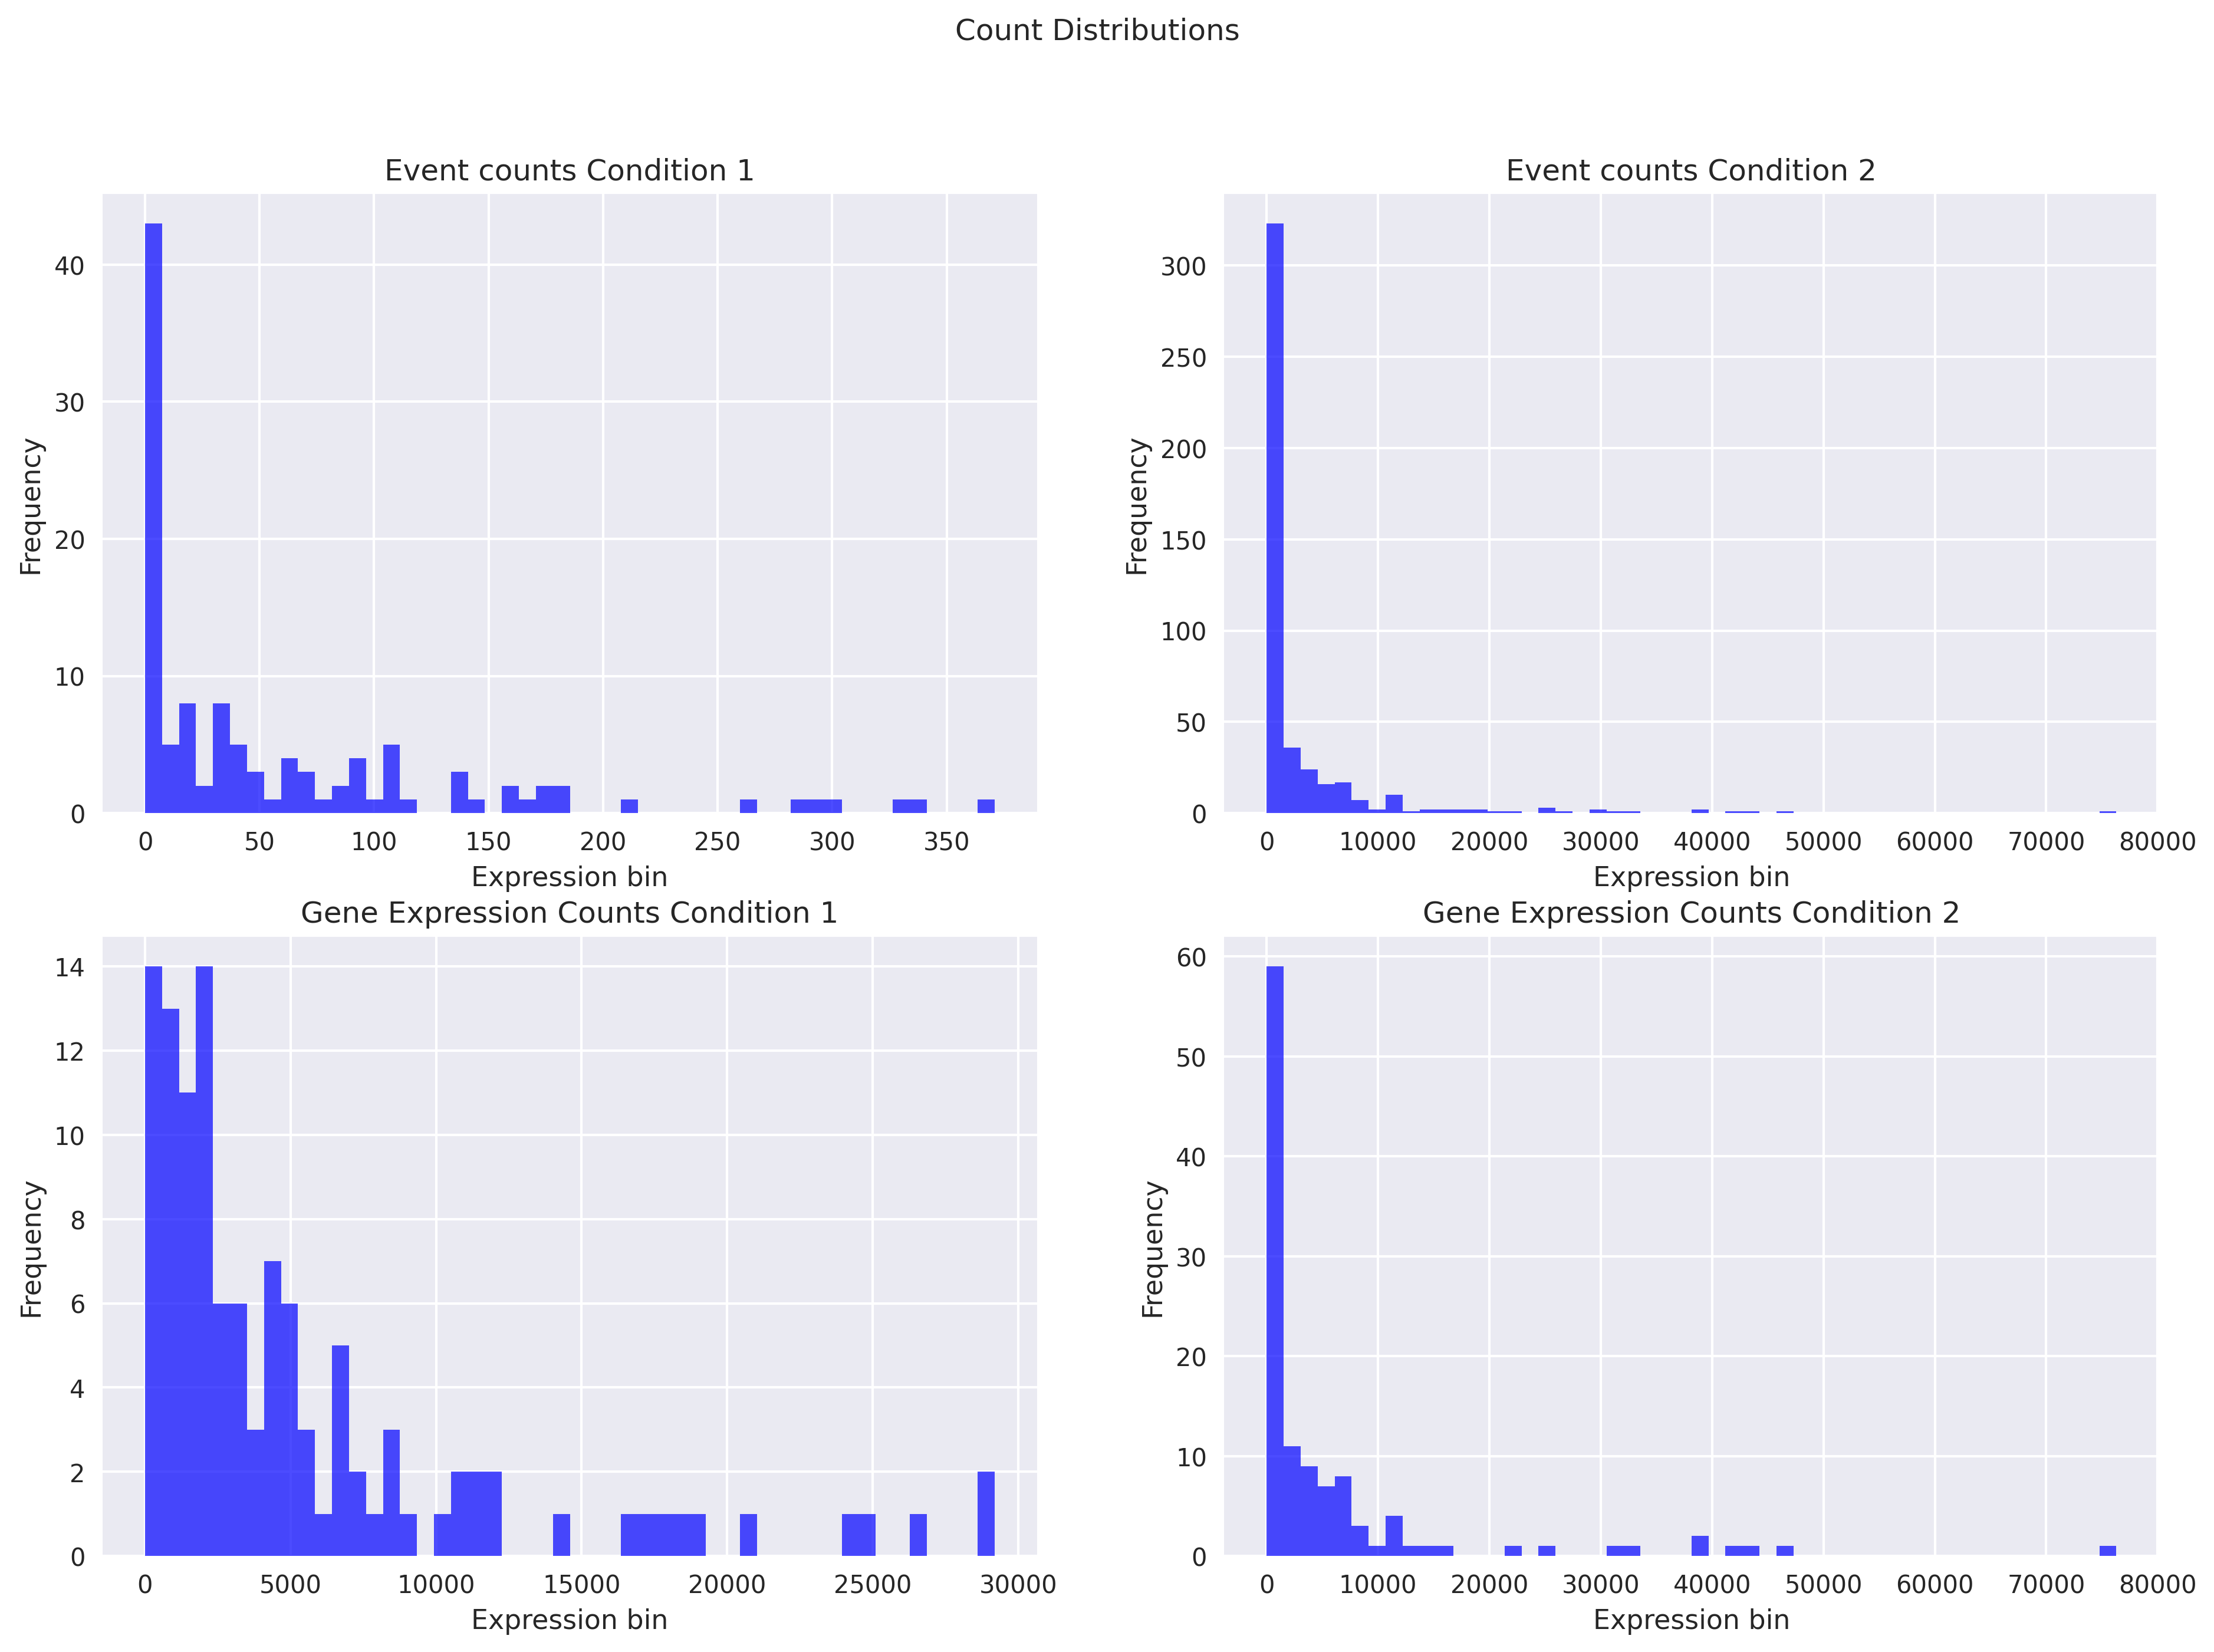 Count Distributions
Event counts Condition 1
Event counts Condition 2
Frequency
40
30
20
10
0
0 50 100 150 200 250 300 350
Expression bin
Frequency
300
250
200
150
100
50
0
0 10000 20000 30000 40000 50000 60000 70000 80000
Expression bin
Gene Expression Counts Condition 1
Gene Expression Counts Condition 2
Frequency
14
12
10
8
6
4
2
0
0 5000 10000 15000 20000 25000 30000
Expression bin
Frequency
60
50
40
30
20
10
0
0 10000 20000 30000 40000 50000 60000 70000 80000
Expression bin